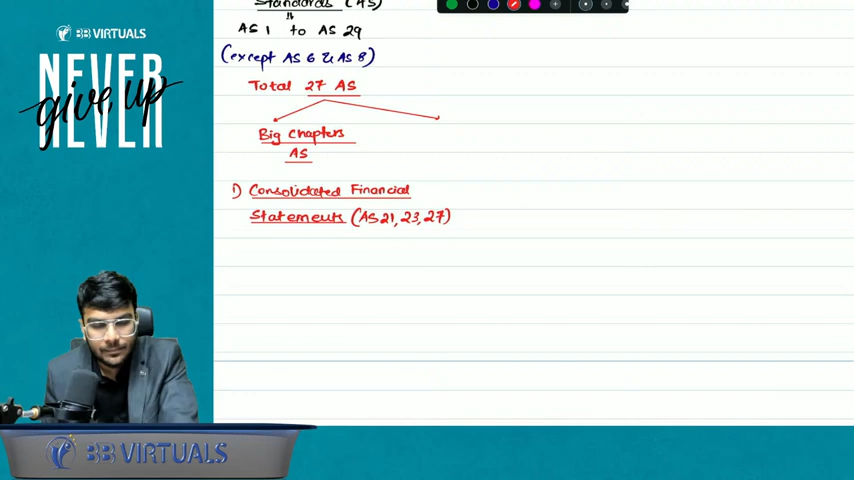 Standards (AS)
AS 1 to AS 29
(except AS 6 & AS 8)
Total 27 AS
Big Chapters
AS
1) Consolidated Financial
Statements (AS 21, 23, 27)
BB VIRTUALS
NEVER
give up
NEVER
BB VIRTUALS